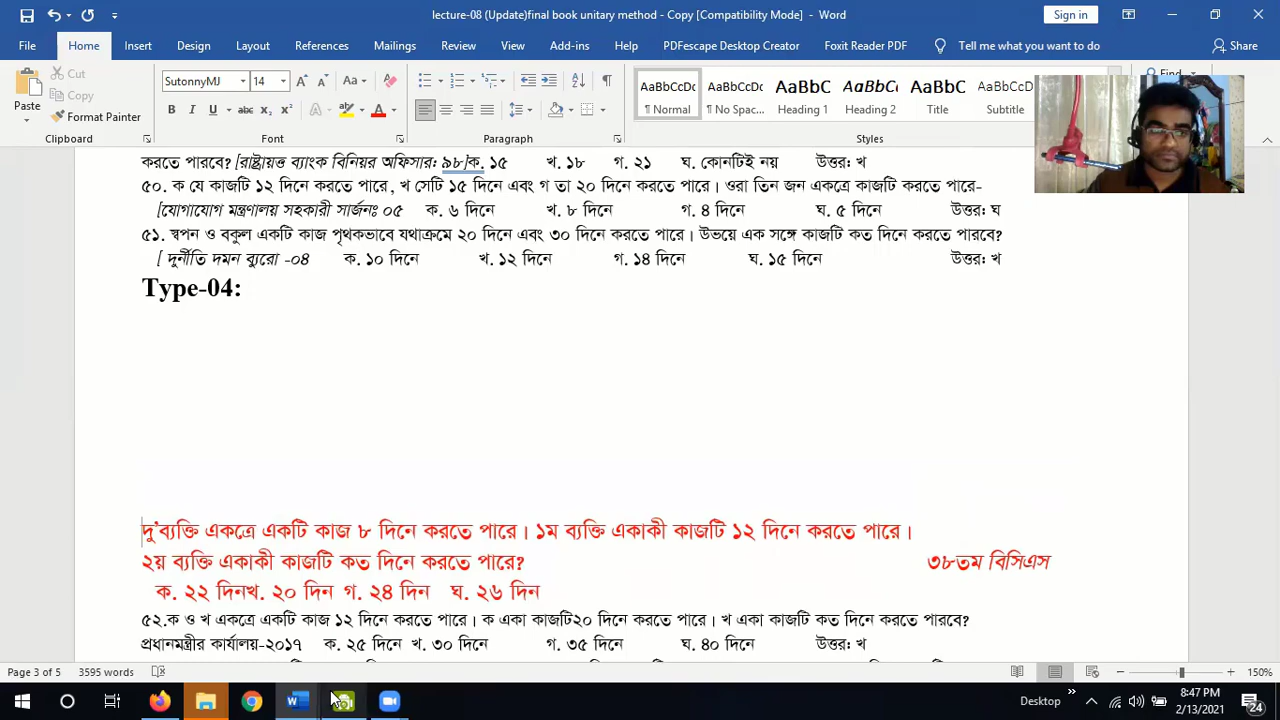 lecture-08 (Update)final book unitary method - Copy [Compatibility Mode] - Word
Sign in
File Home Insert Design Layout References Mailings Review View Add-ins Help PDFescape Desktop Creator Foxit Reader PDF Tell me what you want to do Share
Paste
Cut
Copy
Format Painter
Clipboard
SutonnyMJ 14
Aa
B I U abc x₂ x² A
Font
Paragraph
AaBbCcDc AaBbCcDc AaBbC AaBbCc AaBbC AaBbCcD
¶ Normal ¶ No Spac... Heading 1 Heading 2 Title Subtitle
Styles
Find
করতে পারবে? [রাষ্ট্রায়ত্ত ব্যাংক বিনিয়র অফিসার: ৯৮]ক. ১৫ খ. ১৮ গ. ২১ ঘ. কোনটিই নয় উত্তর: খ
৫০. ক যে কাজটি ১২ দিনে করতে পারে, খ সেটি ১৫ দিনে এবং গ তা ২০ দিনে করতে পারে। ওরা তিন জন একত্রে কাজটি করতে পারে-
[যোগাযোগ মন্ত্রণালয় সহকারী সার্জনঃ ০৫ ক. ৬ দিনে খ. ৮ দিনে গ. ৪ দিনে ঘ. ৫ দিনে উত্তর: ঘ
৫১. স্বপন ও বকুল একটি কাজ পৃথকভাবে যথাক্রমে ২০ দিনে এবং ৩০ দিনে করতে পারে। উভয়ে এক সঙ্গে কাজটি কত দিনে করতে পারবে?
[ দুর্নীতি দমন ব্যুরো -০৪ ক. ১০ দিনে খ. ১২ দিনে গ. ১৪ দিনে ঘ. ১৫ দিনে উত্তর: খ
Type-04:
দু’ব্যক্তি একত্রে একটি কাজ ৮ দিনে করতে পারে। ১ম ব্যক্তি একাকী কাজটি ১২ দিনে করতে পারে।
২য় ব্যক্তি একাকী কাজটি কত দিনে করতে পারে? ৩৮তম বিসিএস
ক. ২২ দিনখ. ২০ দিন গ. ২৪ দিন ঘ. ২৬ দিন
৫২.ক ও খ একত্রে একটি কাজ ১২ দিনে করতে পারে। ক একা কাজটি২০ দিনে করতে পারে। খ একা কাজটি কত দিনে করতে পারবে?
প্রধানমন্ত্রীর কার্যালয়-২০১৭ ক. ২৫ দিনে খ. ৩০ দিনে গ. ৩৫ দিনে ঘ. ৪০ দিনে উত্তর: খ
Page 3 of 5 3595 words 150%
Desktop
8:47 PM
2/13/2021
24